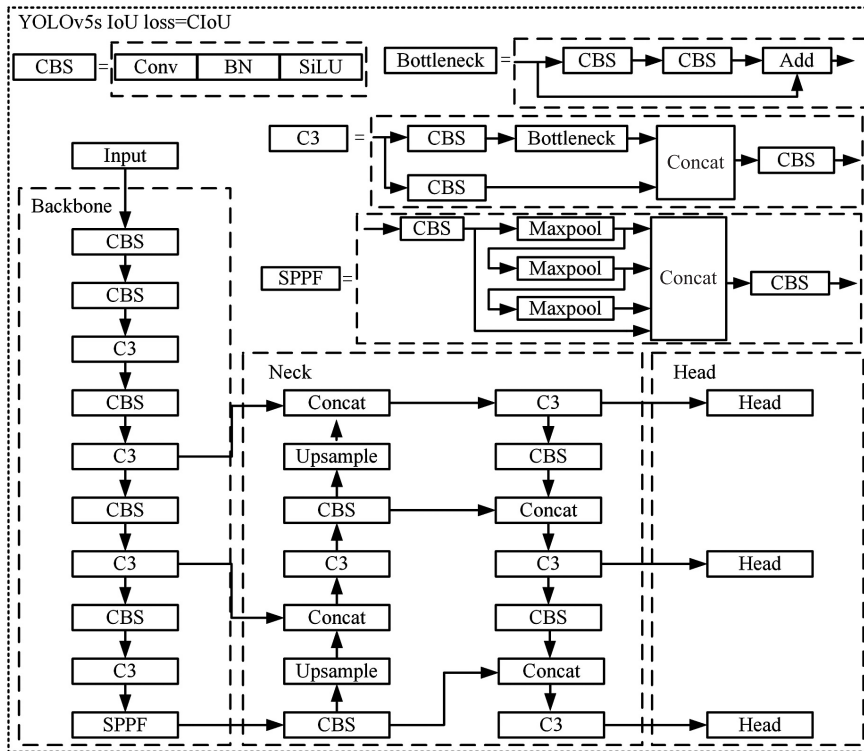 YOLOv5s IoU loss=CIoU
CBS = Conv BN SiLU
Bottleneck = CBS CBS Add
C3 = CBS Bottleneck Concat CBS
CBS
SPPF = CBS Mapool Concat CBS
Maxpool
Maxpool
Input
Backbone
CBS
CBS
C3
CBS
C3
CBS
C3
CBS
C3
SPPF
Neck
Concat
Upsample
CBS
C3
Concat
Upsample
CBS
C3
CBS
Concat
C3
CBS
Concat
C3
Head
Head
Head
Head